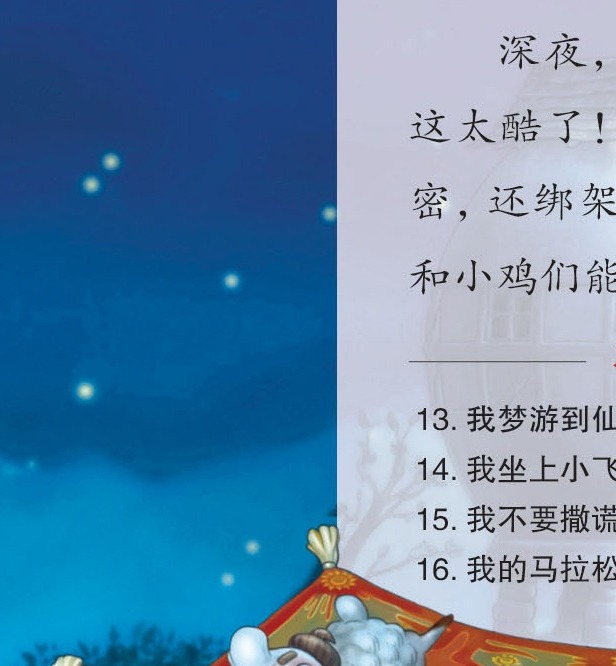 深夜，
这太酷了！
密，还绑架
和小鸡们能
13. 我梦游到仙
14. 我坐上小飞
15. 我不要撒谎
16. 我的马拉松